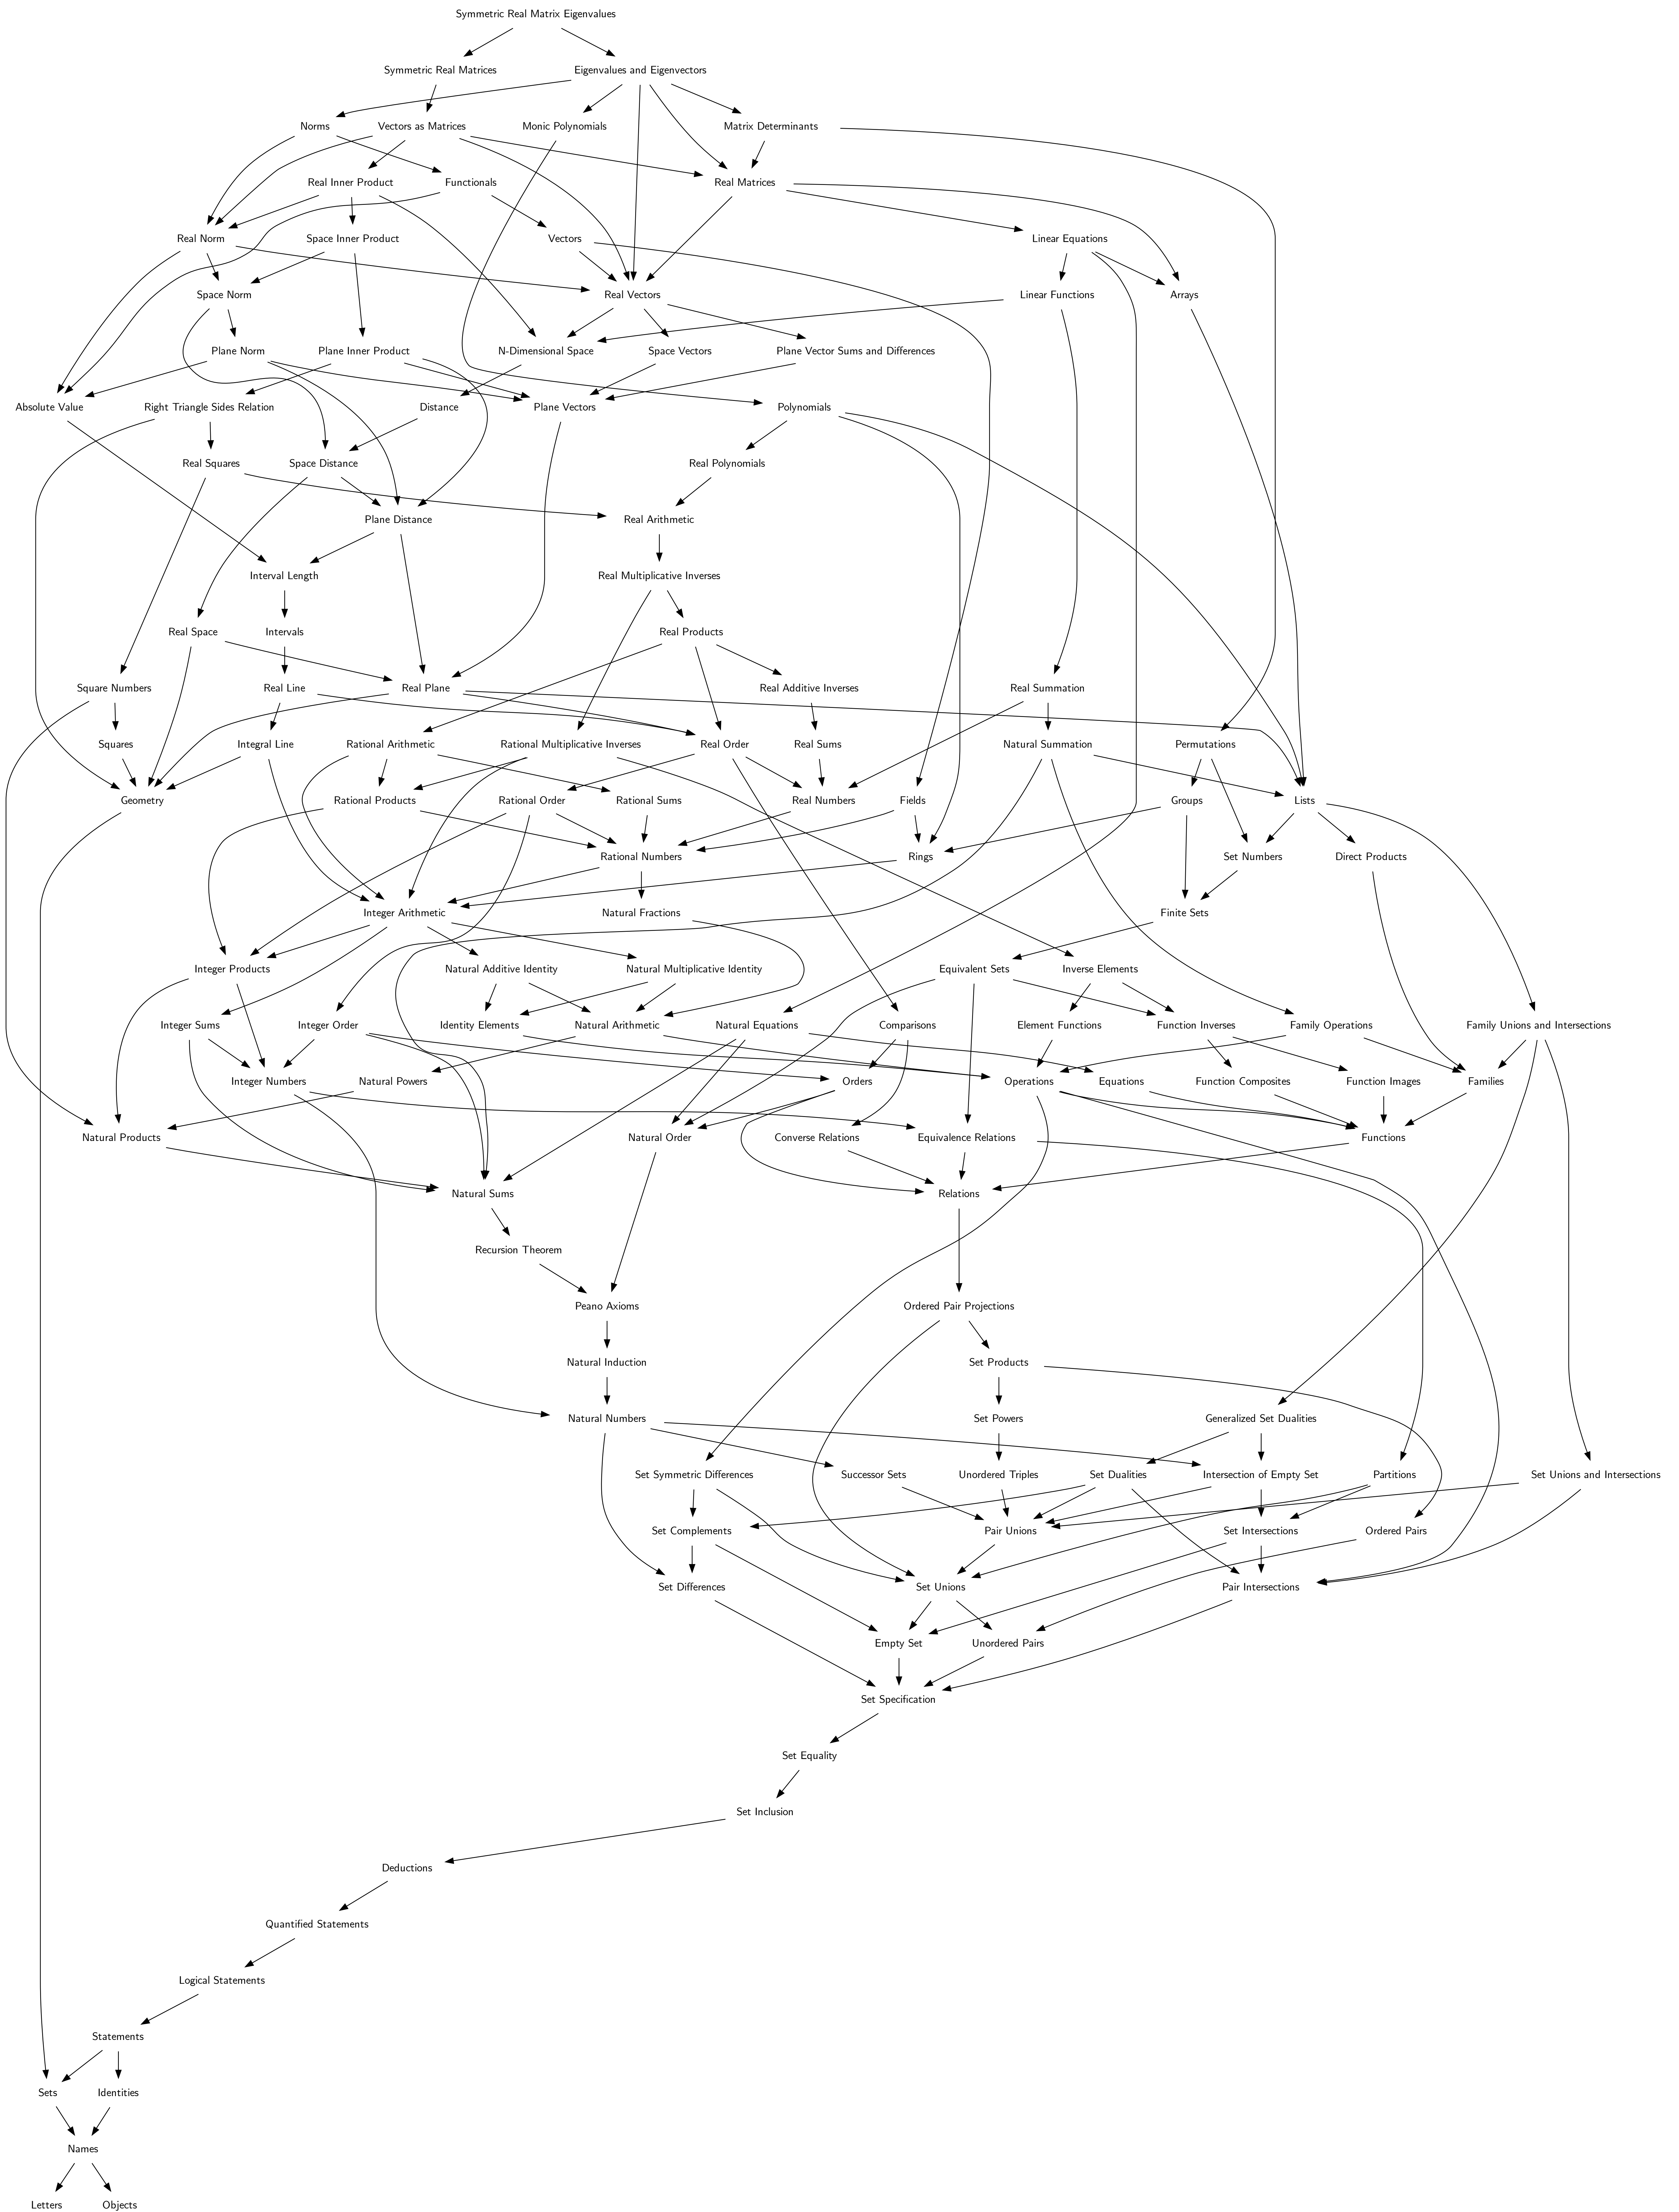 Symmetric Real Matrix Eigenvalues
Symmetric Real Matrices
Eigenvalues and Eigenvectors
Norms
Vectors as Matrices
Monic Polynomials
Matrix Determinants
Real Inner Product
Functionals
Real Matrices
Real Norm
Space Inner Product
Vectors
Linear Equations
Space Norm
Real Vectors
Linear Functions
Arrays
Plane Norm
Plane Inner Product
N-Dimensional Space
Space Vectors
Plane Vector Sums and Differences
Absolute Value
Right Triangle Sides Relation
Distance
Plane Vectors
Polynomials
Real Squares
Space Distance
Real Polynomials
Plane Distance
Real Arithmetic
Interval Length
Real Multiplicative Inverses
Real Space
Intervals
Real Products
Square Numbers
Real Line
Real Plane
Real Additive Inverses
Real Summation
Squares
Integral Line
Rational Arithmetic
Rational Multiplicative Inverses
Real Order
Real Sums
Natural Summation
Permutations
Geometry
Rational Products
Rational Order
Rational Sums
Real Numbers
Fields
Groups
Lists
Rational Numbers
Rings
Set Numbers
Direct Products
Integer Arithmetic
Natural Fractions
Finite Sets
Integer Products
Natural Additive Identity
Natural Multiplicative Identity
Equivalent Sets
Inverse Elements
Integer Sums
Integer Order
Identity Elements
Natural Arithmetic
Natural Equations
Comparisons
Element Functions
Function Inverses
Family Operations
Family Unions and Intersections
Integer Numbers
Natural Powers
Orders
Operations
Equations
Function Composites
Function Images
Families
Natural Products
Natural Order
Converse Relations
Equivalence Relations
Functions
Natural Sums
Relations
Recursion Theorem
Peano Axioms
Ordered Pair Projections
Natural Induction
Set Products
Natural Numbers
Set Powers
Generalized Set Dualities
Set Symmetric Differences
Successor Sets
Unordered Triples
Set Dualities
Intersection of Empty Set
Partitions
Set Unions and Intersections
Set Complements
Pair Unions
Set Intersections
Ordered Pairs
Set Differences
Set Unions
Pair Intersections
Empty Set
Unordered Pairs
Set Specification
Set Equality
Set Inclusion
Deductions
Quantified Statements
Logical Statements
Statements
Sets
Identities
Names
Letters
Objects